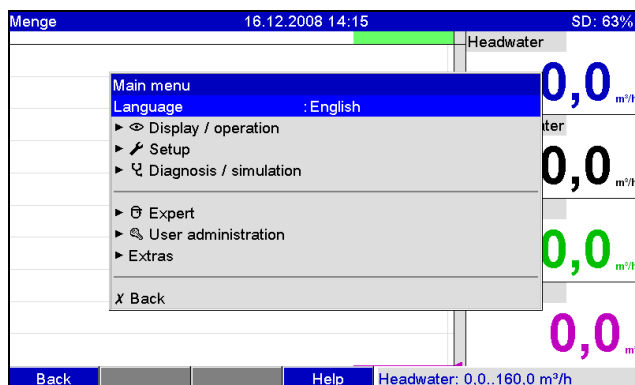 Menge 16.12.2008 14:15 SD: 63%
Headwater
0,0 m³/h
Main menu
Language : English
► Display / operation
► Setup
► Diagnosis / simulation
► Expert
► User administration
► Extras
X Back
ter
0,0 m³/h
0,0 m³/h
0,0 m
Back Help Headwater: 0,0..160,0 m³/h